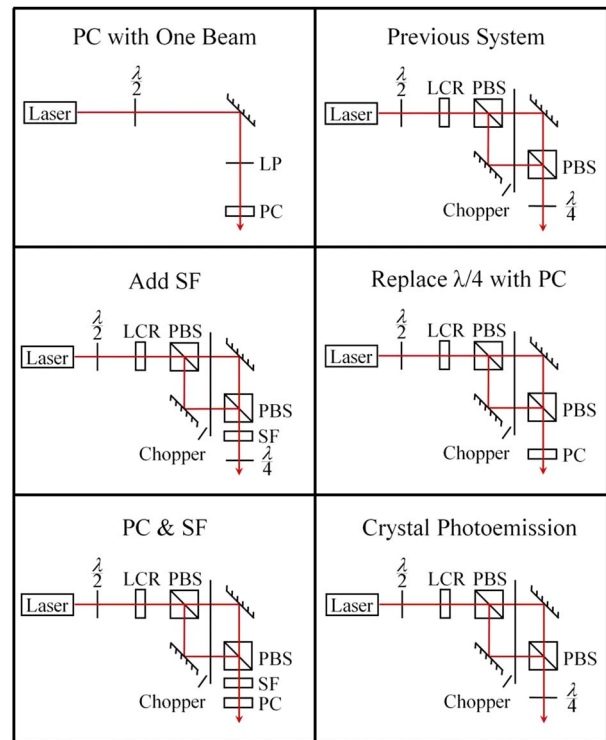 PC with One Beam
λ/2
Laser
LP
PC
Previous System
λ/2
LCR PBS
Laser
PBS
Chopper
λ/4
Add SF
λ/2
LCR PBS
Laser
PBS
SF
Chopper
λ/4
Replace λ/4 with PC
λ/2
LCR PBS
Laser
PBS
Chopper
PC
PC & SF
λ/2
LCR PBS
Laser
PBS
SF
Chopper
PC
Crystal Photoemission
λ/2
LCR PBS
Laser
PBS
Chopper
λ/4